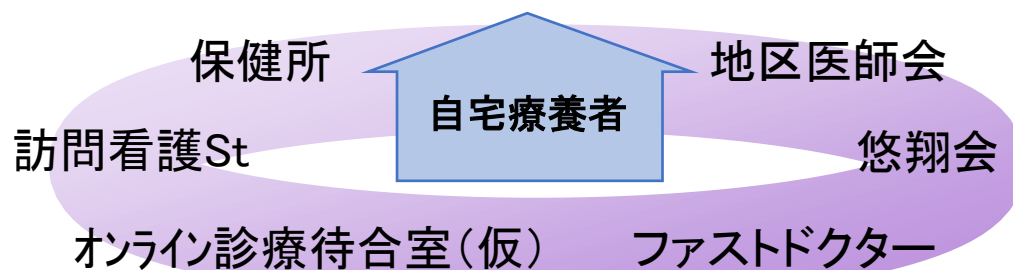 保健所
地区医師会
自宅療養者
訪問看護St
悠翔会
オンライン診療待合室(仮)
ファストドクター